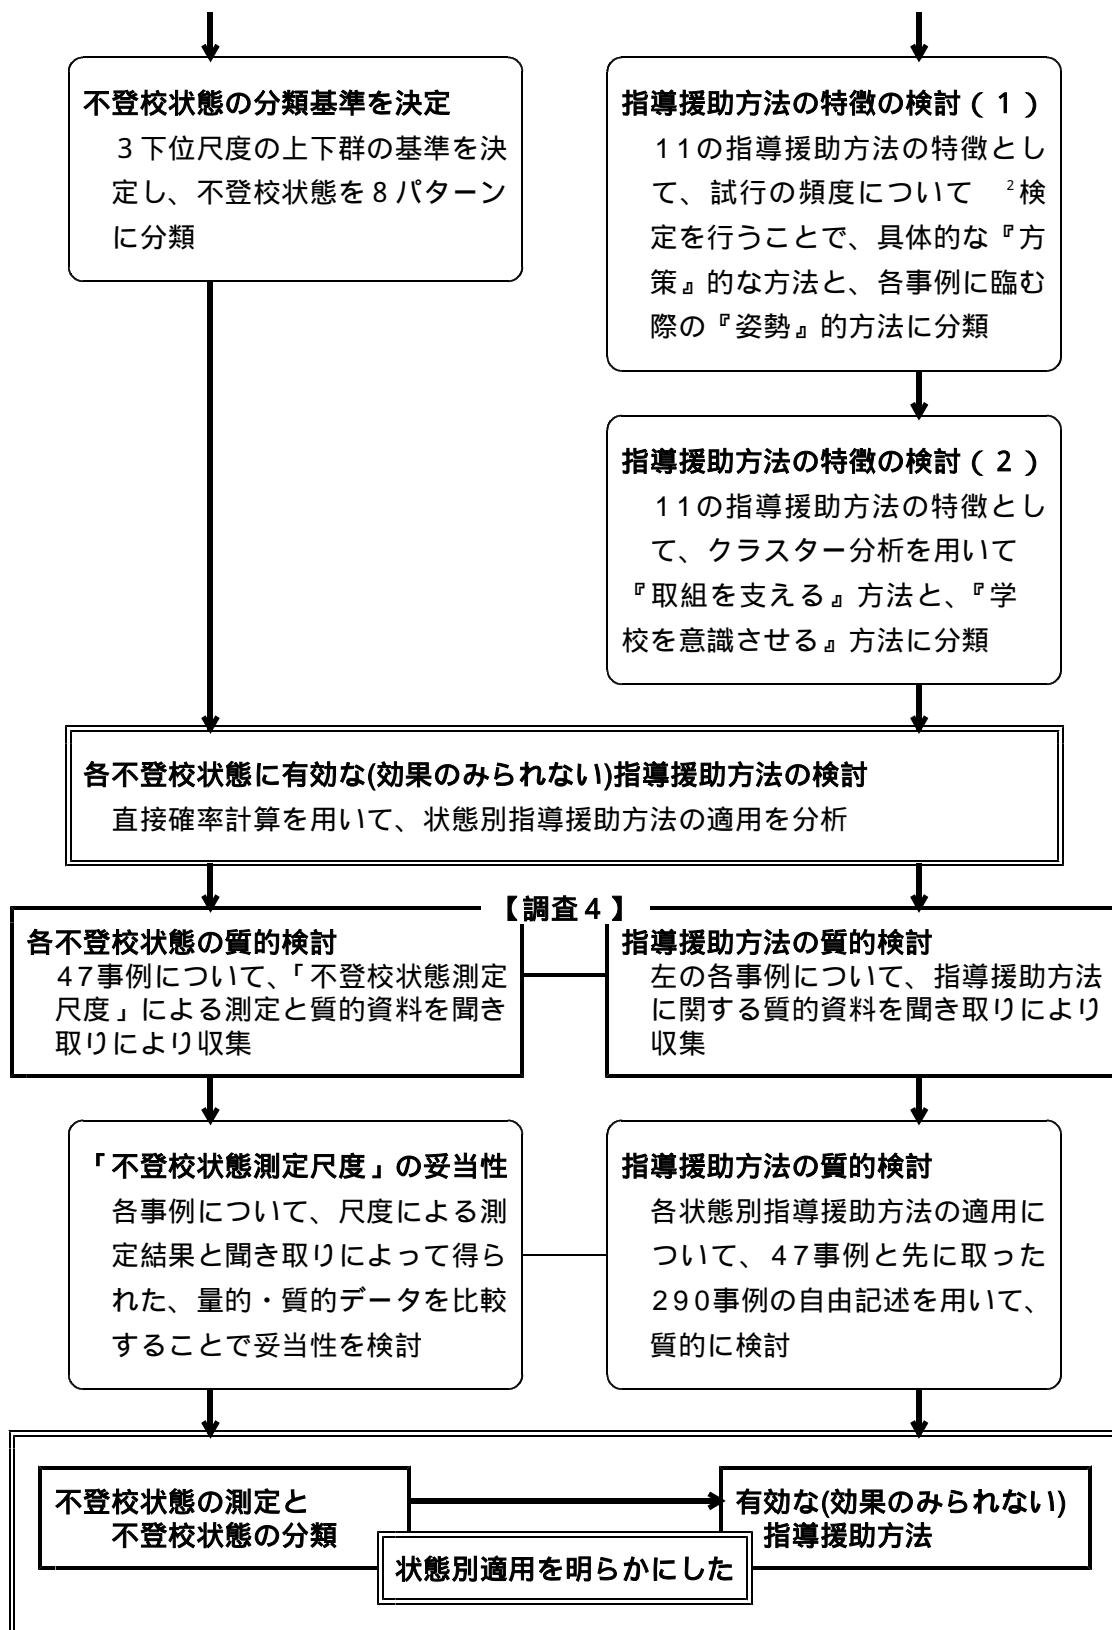 不登校状態の分類基準を決定
３下位尺度の上下群の基準を決
定し、不登校状態を８パターン
に分類
指導援助方法の特徴の検討（１）
11の指導援助方法の特徴とし
て、試行の頻度について　²検
定を行うことで、具体的な『方
策』的な方法と、各事例に臨む
際の『姿勢』的方法に分類
指導援助方法の特徴の検討（２）
11の指導援助方法の特徴とし
て、クラスター分析を用いて
『取組を支える』方法と、『学
校を意識させる』方法に分類
各不登校状態に有効な(効果のみられない)指導援助方法の検討
直接確率計算を用いて、状態別指導援助方法の適用を分析
【調査４】
各不登校状態の質的検討
47事例について、「不登校状態測定
尺度」による測定と質的資料を聞き
取りにより収集
指導援助方法の質的検討
左の各事例について、指導援助方法
に関する質的資料を聞き取りにより
収集
「不登校状態測定尺度」の妥当性
各事例について、尺度による測
定結果と聞き取りによって得ら
れた、量的・質的データを比較
することで妥当性を検討
指導援助方法の質的検討
各状態別指導援助方法の適用に
ついて、47事例と先に取った
290事例の自由記述を用いて、
質的に検討
不登校状態の測定と
不登校状態の分類
有効な(効果のみられない)
指導援助方法
状態別適用を明らかにした